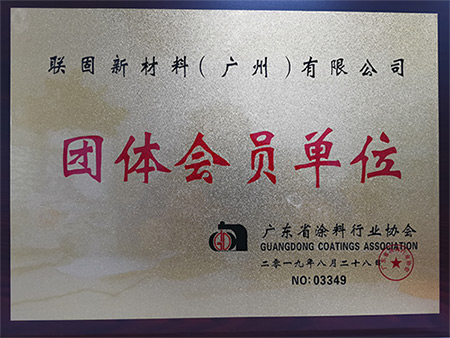 联固新材料(广州)有限公司
团体会员单位
广东省涂料行业协会
GUANGDONG COATINGS ASSOCIATION
二零一九年八月二十八日
NO:03349